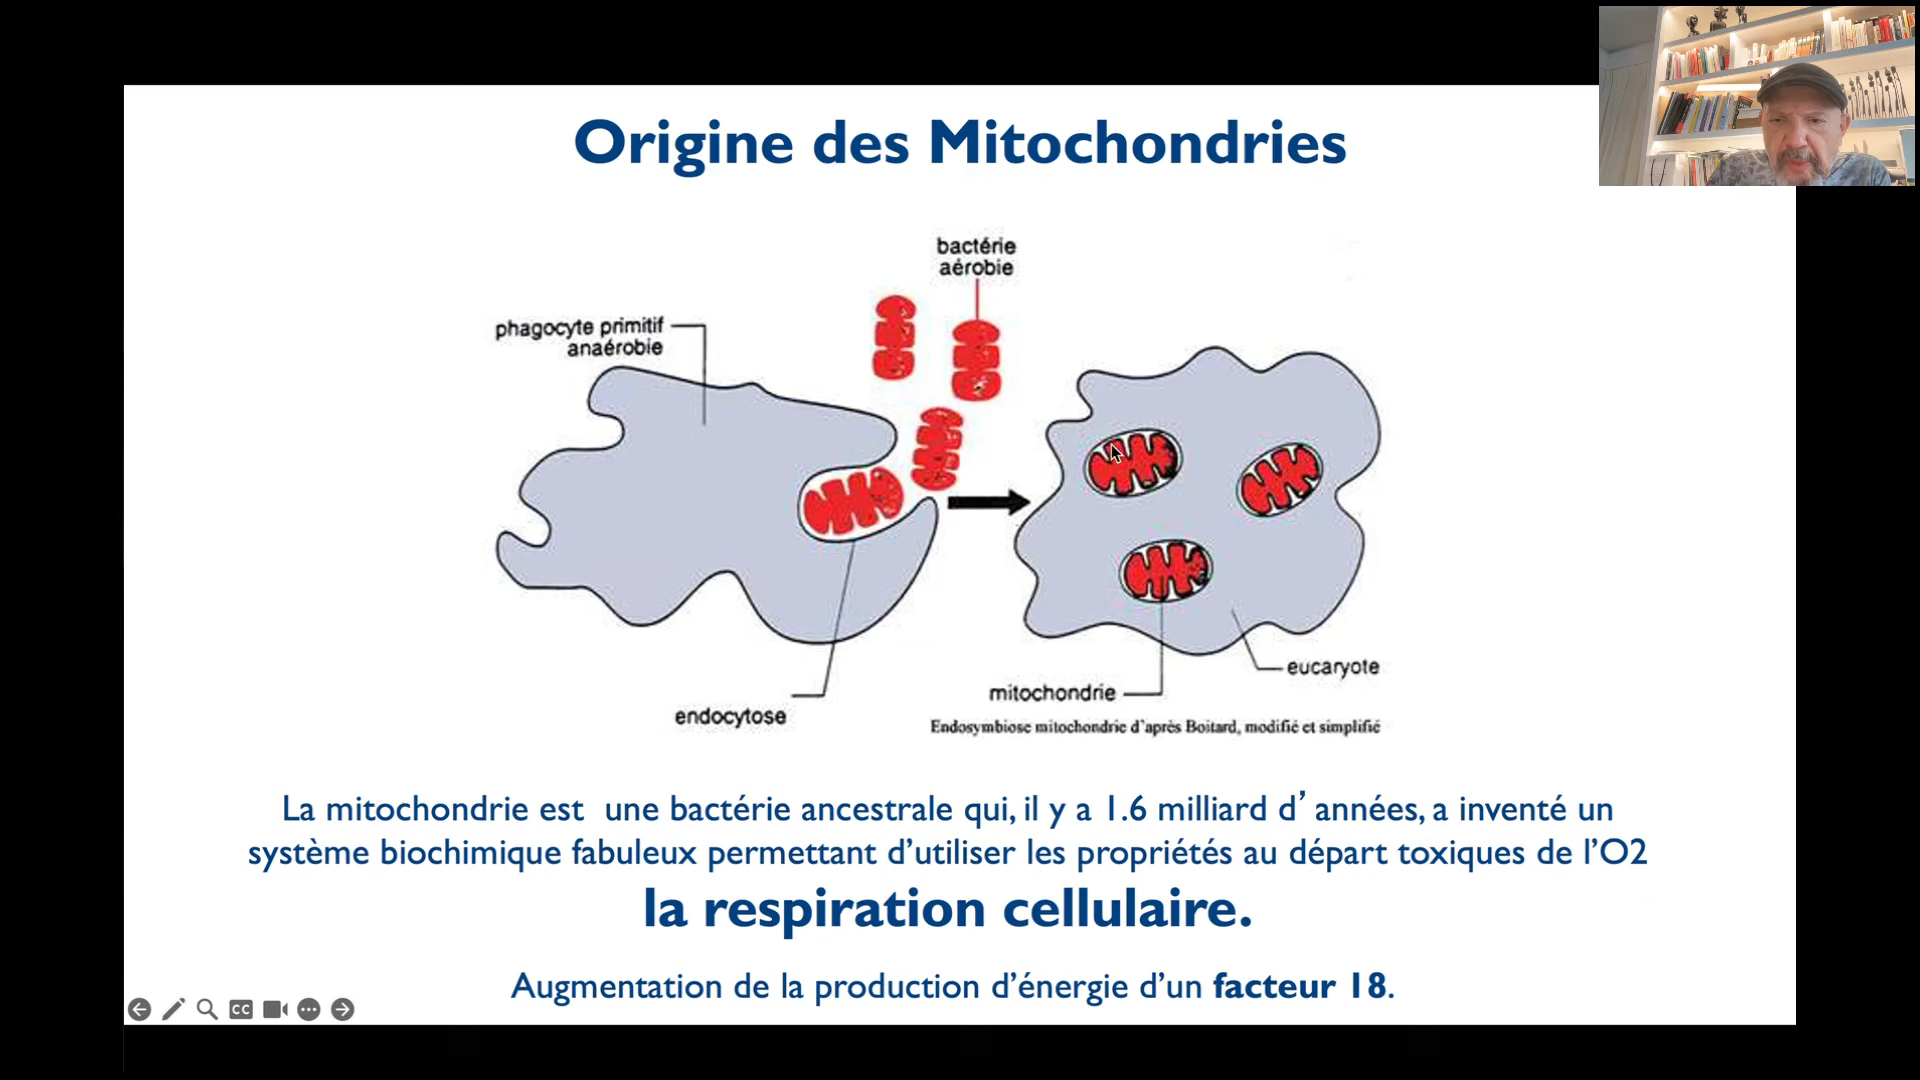 Origine des Mitochondries
bactérie
aérobie
phagocyte primitif
anaérobie
eucaryote
mitochondrie
endocytose
Endosymbiose mitochondrie d'après Boitard, modifié et simplifié
La mitochondrie est  une bactérie ancestrale qui, il y a 1.6 milliard d’ années, a inventé un
système biochimique fabuleux permettant d’utiliser les propriétés au départ toxiques de l’O2
la respiration cellulaire.
Augmentation de la production d’énergie d’un facteur 18.
CC